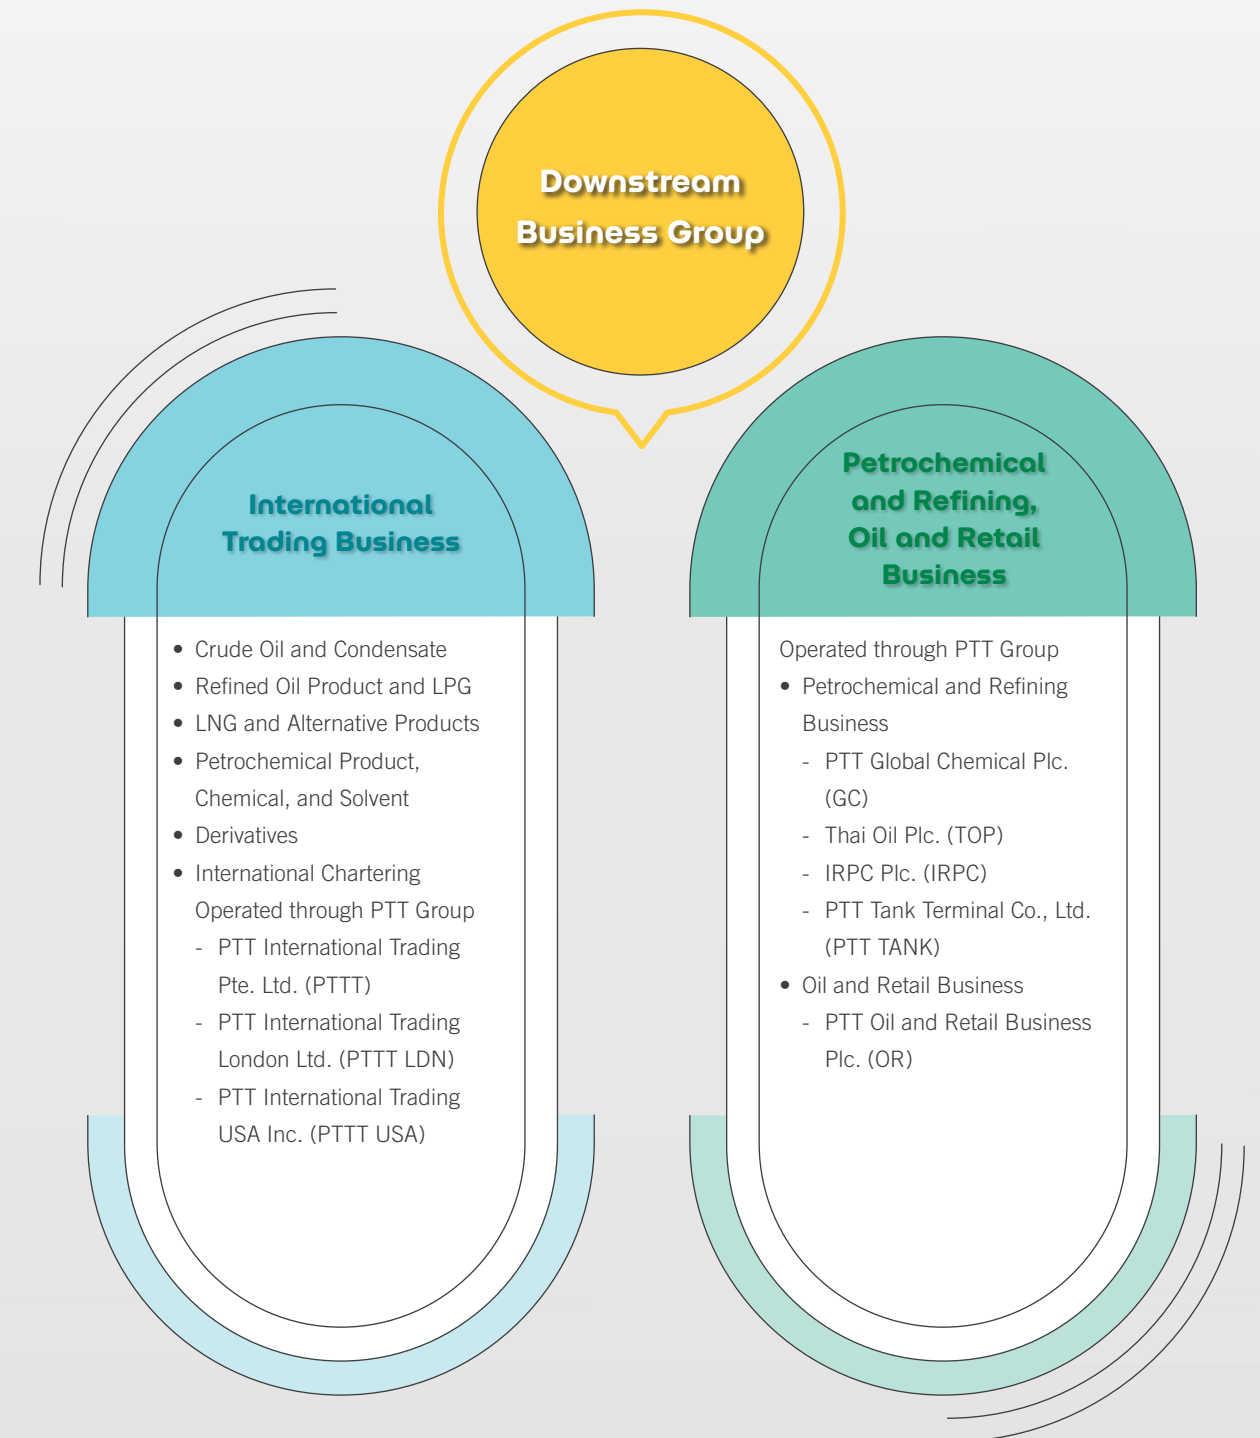 Downstream
Business Group
International
Trading Business
• Crude Oil and Condensate
• Refined Oil Product and LPG
• LNG and Alternative Products
• Petrochemical Product,
Chemical, and Solvent
• Derivatives
• International Chartering
Operated through PTT Group
- PTT International Trading
Pte. Ltd. (PTTT)
- PTT International Trading
London Ltd. (PTTT LDN)
- PTT International Trading
USA Inc. (PTTT USA)
Petrochemical
and Refining,
Oil and Retail
Business
Operated through PTT Group
• Petrochemical and Refining
Business
- PTT Global Chemical Plc.
(GC)
- Thai Oil Plc. (TOP)
- IRPC Plc. (IRPC)
- PTT Tank Terminal Co., Ltd.
(PTT TANK)
• Oil and Retail Business
- PTT Oil and Retail Business
Plc. (OR)